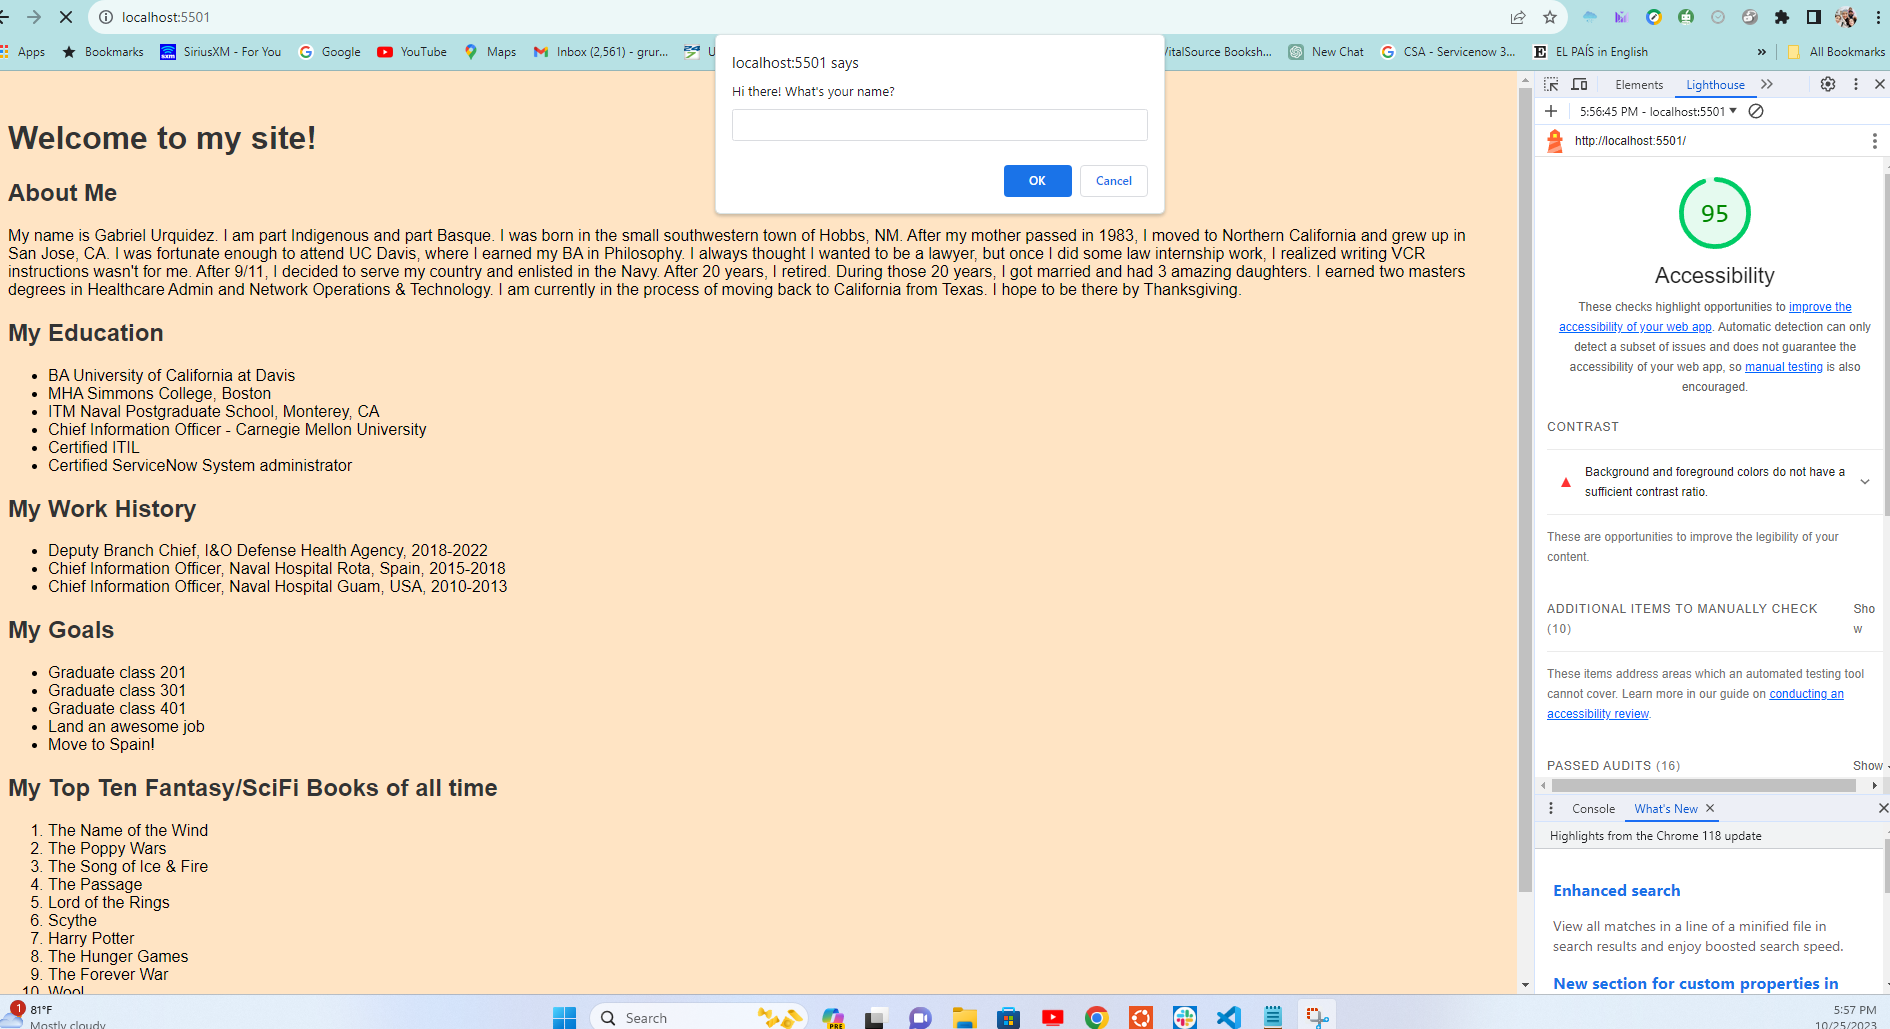 localhost:5501
Apps
Bookmarks
SiriusXM - For You
Google
YouTube
Maps
Inbox (2,561) - grur...
VitalSource Booksh...
New Chat
CSA - Servicenow 3...
EL PAÍS in English
»
All Bookmarks
localhost:5501 says
Hi there! What's your name?
OK
Cancel
Welcome to my site!
About Me
My name is Gabriel Urquidez. I am part Indigenous and part Basque. I was born in the small southwestern town of Hobbs, NM. After my mother passed in 1983, I moved to Northern California and grew up in
San Jose, CA. I was fortunate enough to attend UC Davis, where I earned my BA in Philosophy. I always thought I wanted to be a lawyer, but once I did some law internship work, I realized writing VCR
instructions wasn't for me. After 9/11, I decided to serve my country and enlisted in the Navy. After 20 years, I retired. During those 20 years, I got married and had 3 amazing daughters. I earned two masters
degrees in Healthcare Admin and Network Operations & Technology. I am currently in the process of moving back to California from Texas. I hope to be there by Thanksgiving.
My Education
• BA University of California at Davis
• MHA Simmons College, Boston
• ITM Naval Postgraduate School, Monterey, CA
• Chief Information Officer - Carnegie Mellon University
• Certified ITIL
• Certified ServiceNow System administrator
My Work History
• Deputy Branch Chief, I&O Defense Health Agency, 2018-2022
• Chief Information Officer, Naval Hospital Rota, Spain, 2015-2018
• Chief Information Officer, Naval Hospital Guam, USA, 2010-2013
My Goals
• Graduate class 201
• Graduate class 301
• Graduate class 401
• Land an awesome job
• Move to Spain!
My Top Ten Fantasy/SciFi Books of all time
1. The Name of the Wind
2. The Poppy Wars
3. The Song of Ice & Fire
4. The Passage
5. Lord of the Rings
6. Scythe
7. Harry Potter
8. The Hunger Games
9. The Forever War
10. Wool
Elements
Lighthouse
5:56:45 PM - localhost:5501
http://localhost:5501/
95
Accessibility
These checks highlight opportunities to improve the
accessibility of your web app. Automatic detection can only
detect a subset of issues and does not guarantee the
accessibility of your web app, so manual testing is also
encouraged.
CONTRAST
Background and foreground colors do not have a
sufficient contrast ratio.
These are opportunities to improve the legibility of your
content.
ADDITIONAL ITEMS TO MANUALLY CHECK
(10)
Sho
w
These items address areas which an automated testing tool
cannot cover. Learn more in our guide on conducting an
accessibility review.
PASSED AUDITS (16)
Show
Console
What's New
Highlights from the Chrome 118 update
Enhanced search
View all matches in a line of a minified file in
search results and enjoy boosted search speed.
New section for custom properties in
1
81°F
Mostly cloudy
Search
PRE
5:57 PM
10/25/2023